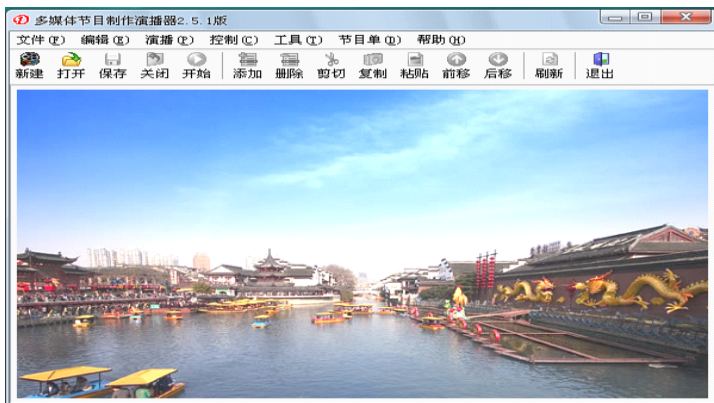 多媒体节目制作演播器2.5.1版
文件(F) 编辑(E) 演播(P) 控制(C) 工具(T) 节目单(D) 帮助(H)
新建 打开 保存 关闭 开始 添加 删除 剪切 复制 粘贴 前移 后移 刷新 退出